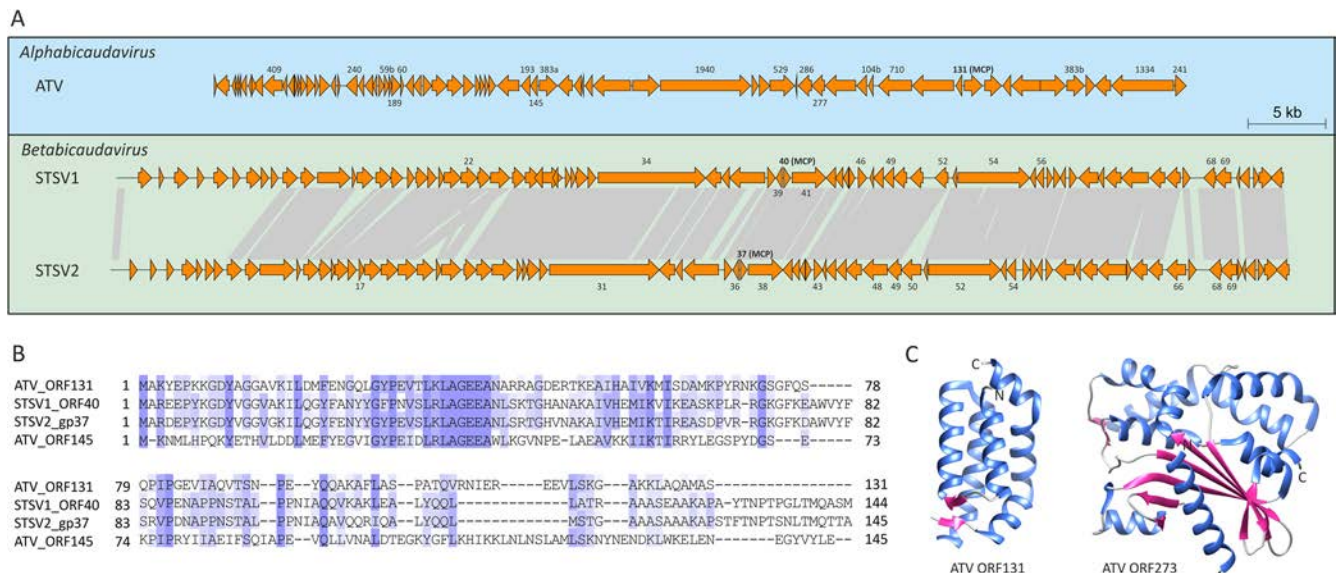 A
Alphabicaudavirus
409 240 59b 60 193 383a 1940 529 286 104b 710 131 (MCP) 383b 1334 241
ATV
189 145 277
5 kb
Betabicaudavirus
22 34 40 (MCP) 46 49 52 54 56 68 69
STSV1
39 41
37 (MCP)
STSV2
17 31 36 38 43 48 49 50 52 54 66 68 69
B
ATV_ORF131 1 MAKYEPKKGDYAGGAVKILDMFENGQLGYPEVTLKLAGEEANARRAGDERTKEAIHAIVKMISDAMKPYRNKGSGFQS----- 78
STSV1_ORF40 1 MAREEPYKGDYVGGVAKILQGYFANYYGFPNVSLRLAGEEANLSKTGHANAKAIVHEMIKVIKEASKPLR-RGKGFKEAWVYF 82
STSV2_gp37 1 MARDEPYKGDYVGGVGKILQGYFANYYGYPEVSLRLAGEEANLSRTGHVNAKAIVHEMIKVIKEASDPVR-RGKGFKDAWVYF 82
ATV_ORF145 1 M-KNMLHPQKYETHVLDDLMEFYEGVIGYPEIDLRLAGEEAWLKGVNPE-LAEAVKKIIKTIRRYLEGSPYDGS--E----- 73
ATV_ORF131 79 QPIPGEVIAQVTSN--PE-YQQAKAFLAS--PATQVRNIER---EEVLSKG---AKKLAQAMAS----------- 131
STSV1_ORF40 83 SQVPENAPPNSTAL--PPNIAQQVKAKLEA-LYQQL-----------LATR---AAASEAAKAPAYTNPTPGLTMQASM 144
STSV2_gp37 83 SRVPDNAPPNSTAL--PPNIAQAVQQRIQA-LYQQL-----------MSTG---AAASAAAKAPSTFTNPTSNLTMQTTA 145
ATV_ORF145 74 KPIPRYIIAEIFSQIAPE--VQLLVNALDTEGKYGFLKHIKKLNLNSLAMLSKNYNENDKLWKELEN-----------EGYVYLE- 145
C
C
N
C
ATV ORF131
ATV ORF273